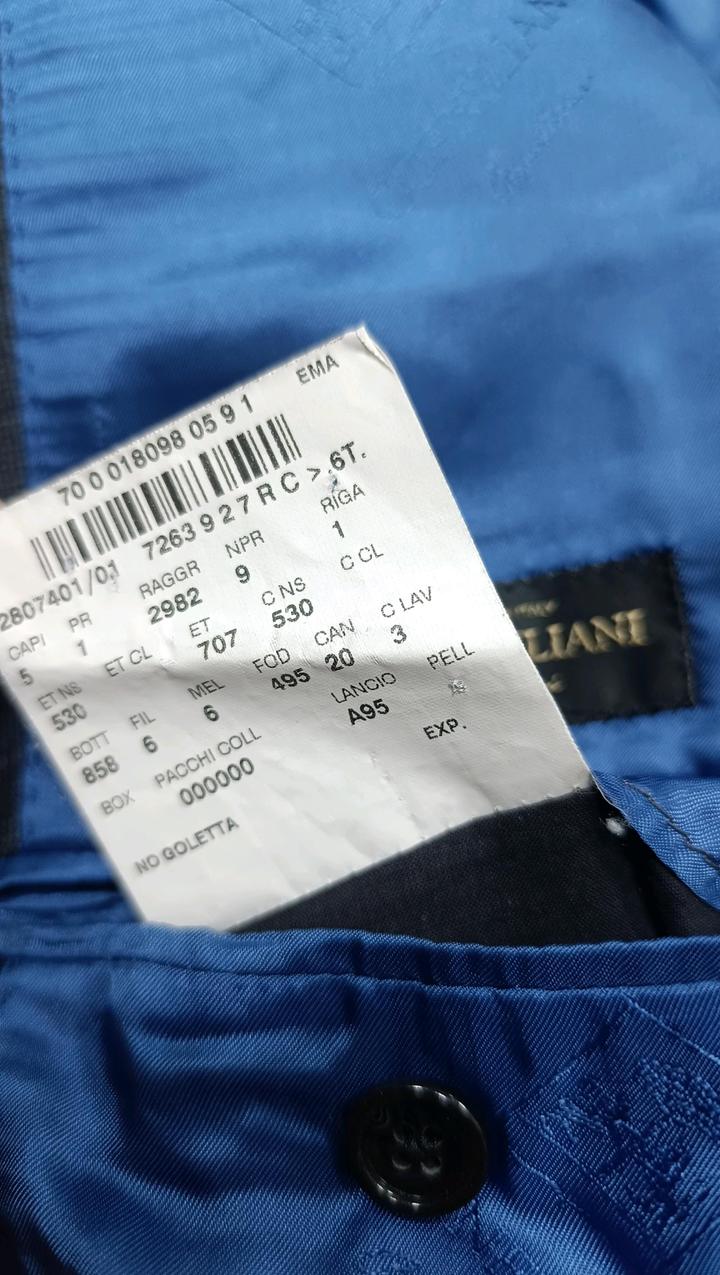 EMA
70 0 018098 05 9 1
7263 9 2 7 R C > 6T.
2807401/01
CAPI PR RAGGR NPR RIGA
5 1 2982 9 1
ET NS ET CL ET C NS C CL
530 707 530
BOTT FIL MEL FOD CAN C LAV
858 6 6 495 20 3
BOX PACCHI COLL LANCIO PELL
000000 A95
EXP.
NO GOLETTA
LIANI